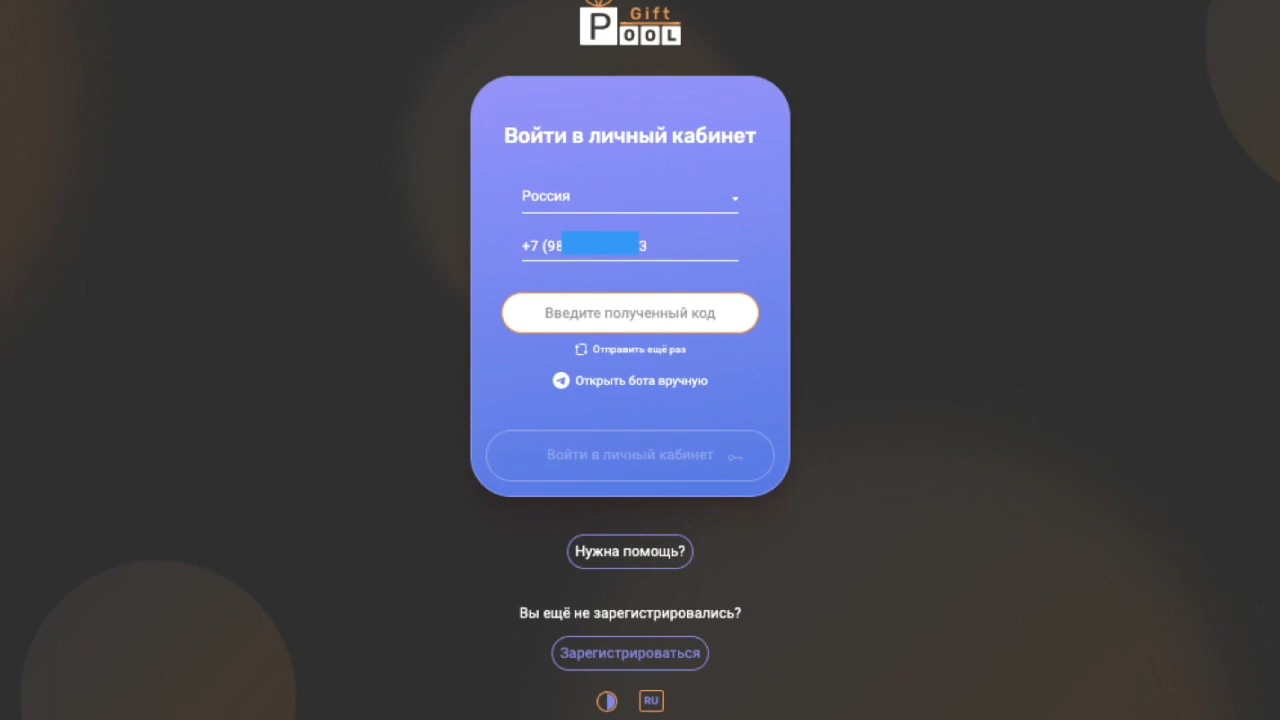 Gift
POOL
Войти в личный кабинет
Россия
+7 (98 3
Введите полученный код
Отправить ещё раз
Открыть бота вручную
Войти в личный кабинет
Нужна помощь?
Вы ещё не зарегистрировались?
Зарегистрироваться
RU